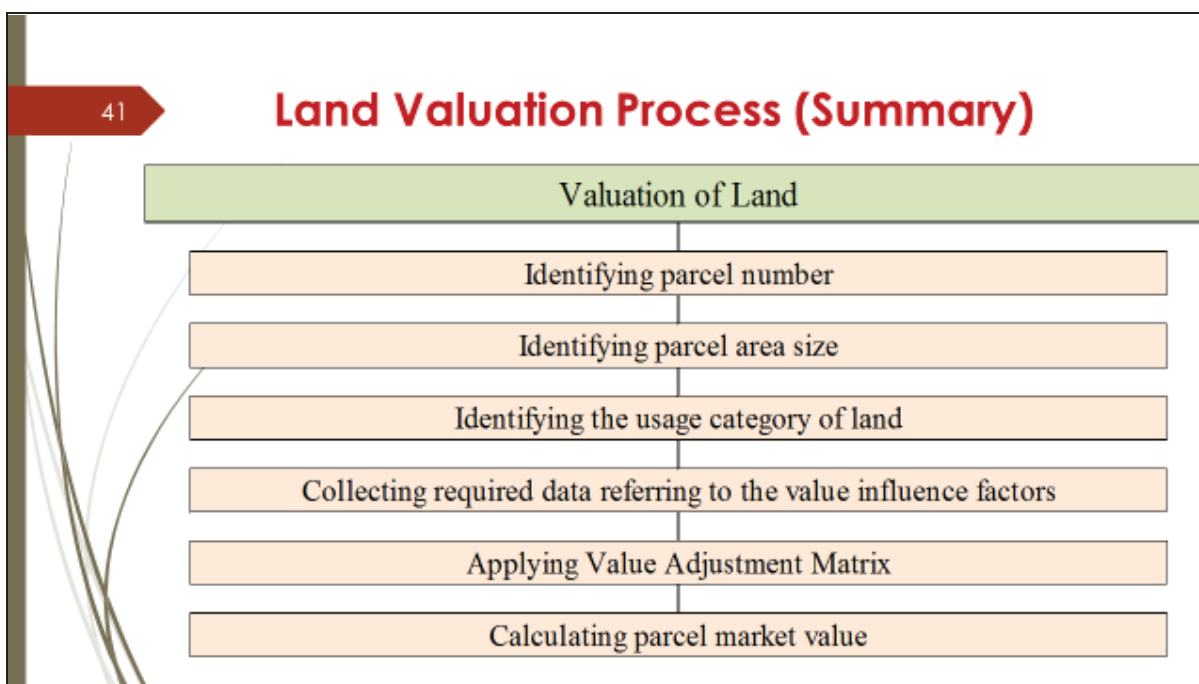 41
Land Valuation Process (Summary)
Valuation of Land
Identifying parcel number
Identifying parcel area size
Identifying the usage category of land
Collecting required data referring to the value influence factors
Applying Value Adjustment Matrix
Calculating parcel market value